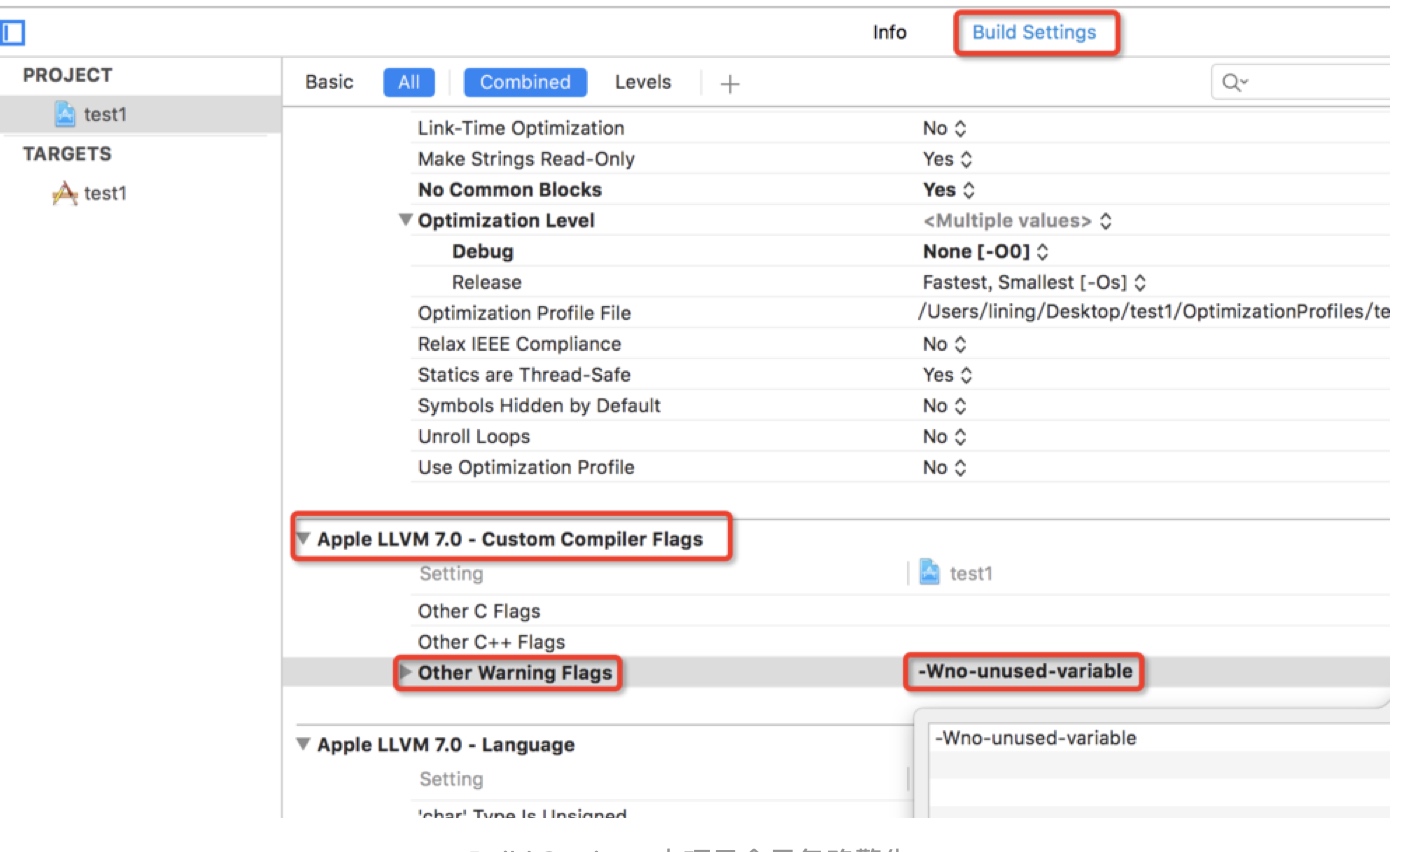 Info
Build Settings
PROJECT
Basic All Combined Levels
test1
Link-Time Optimization No
Make Strings Read-Only Yes
TARGETS
No Common Blocks Yes
test1
Optimization Level <Multiple values>
Debug None [-O0]
Release Fastest, Smallest [-Os]
Optimization Profile File /Users/lining/Desktop/test1/OptimizationProfiles/te
Relax IEEE Compliance No
Statics are Thread-Safe Yes
Symbols Hidden by Default No
Unroll Loops No
Use Optimization Profile No
Apple LLVM 7.0 - Custom Compiler Flags
Setting test1
Other C Flags
Other C++ Flags
Other Warning Flags -Wno-unused-variable
-Wno-unused-variable
Apple LLVM 7.0 - Language
Setting
'char' Type Is Unsigned